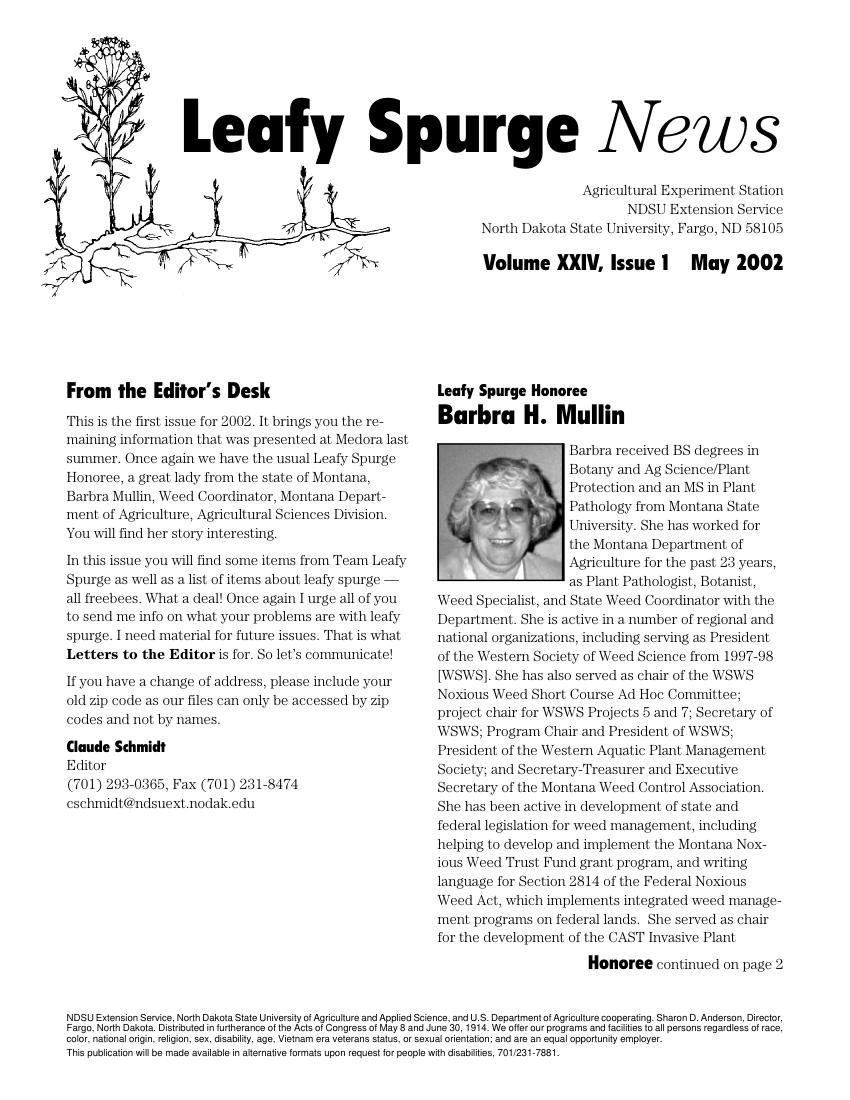 Leafy Spurge News
Agricultural Experiment Station
NDSU Extension Service
North Dakota State University, Fargo, ND 58105
Volume XXIV, Issue 1 May 2002
From the Editor's Desk
This is the first issue for 2002. It brings you the re-
maining information that was presented at Medora last
summer. Once again we have the usual Leafy Spurge
Honoree, a great lady from the state of Montana,
Barbra Mullin, Weed Coordinator, Montana Depart-
ment of Agriculture, Agricultural Sciences Division.
You will find her story interesting.
In this issue you will find some items from Team Leafy
Spurge as well as a list of items about leafy spurge —
all freebees. What a deal! Once again I urge all of you
to send me info on what your problems are with leafy
spurge. I need material for future issues. That is what
Letters to the Editor is for. So let's communicate!
If you have a change of address, please include your
old zip code as our files can only be accessed by zip
codes and not by names.
Claude Schmidt
Editor
(701) 293-0365, Fax (701) 231-8474
cschmidt@ndsuext.nodak.edu
Leafy Spurge Honoree
Barbra H. Mullin
Barbra received BS degrees in
Botany and Ag Science/Plant
Protection and an MS in Plant
Pathology from Montana State
University. She has worked for
the Montana Department of
Agriculture for the past 23 years,
as Plant Pathologist, Botanist,
Weed Specialist, and State Weed Coordinator with the
Department. She is active in a number of regional and
national organizations, including serving as President
of the Western Society of Weed Science from 1997-98
[WSWS]. She has also served as chair of the WSWS
Noxious Weed Short Course Ad Hoc Committee;
project chair for WSWS Projects 5 and 7; Secretary of
WSWS; Program Chair and President of WSWS;
President of the Western Aquatic Plant Management
Society; and Secretary-Treasurer and Executive
Secretary of the Montana Weed Control Association.
She has been active in development of state and
federal legislation for weed management, including
helping to develop and implement the Montana Nox-
ious Weed Trust Fund grant program, and writing
language for Section 2814 of the Federal Noxious
Weed Act, which implements integrated weed manage-
ment programs on federal lands. She served as chair
for the development of the CAST Invasive Plant
Honoree continued on page 2
NDSU Extension Service, North Dakota State University of Agriculture and Applied Science, and U.S. Department of Agriculture cooperating. Sharon D. Anderson, Director,
Fargo, North Dakota. Distributed in furtherance of the Acts of Congress of May 8 and June 30, 1914. We offer our programs and facilities to all persons regardless of race,
color, national origin, religion, sex, disability, age, Vietnam era veterans status, or sexual orientation; and are an equal opportunity employer.
This publication will be made available in alternative formats upon request for people with disabilities, 701/231-7881.